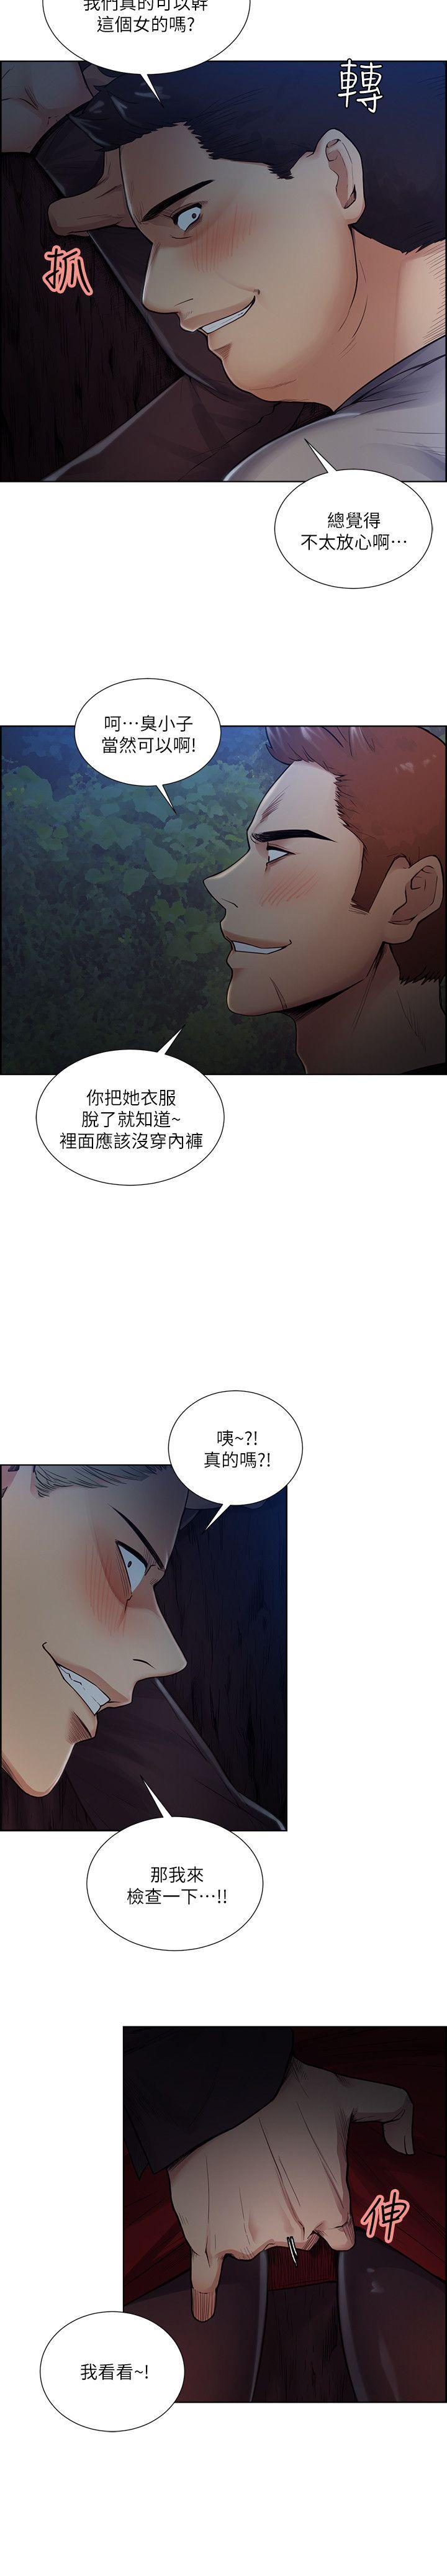 我們真的可以幹
這個女的嗎?
轉
抓
總覺得
不太放心啊⋯
呵⋯臭小子
當然可以啊!
你把她衣服
脫了就知道~
裡面應該沒穿內褲
咦~?!
真的嗎?!
那我來
檢查一下⋯!!
伸
我看看~!